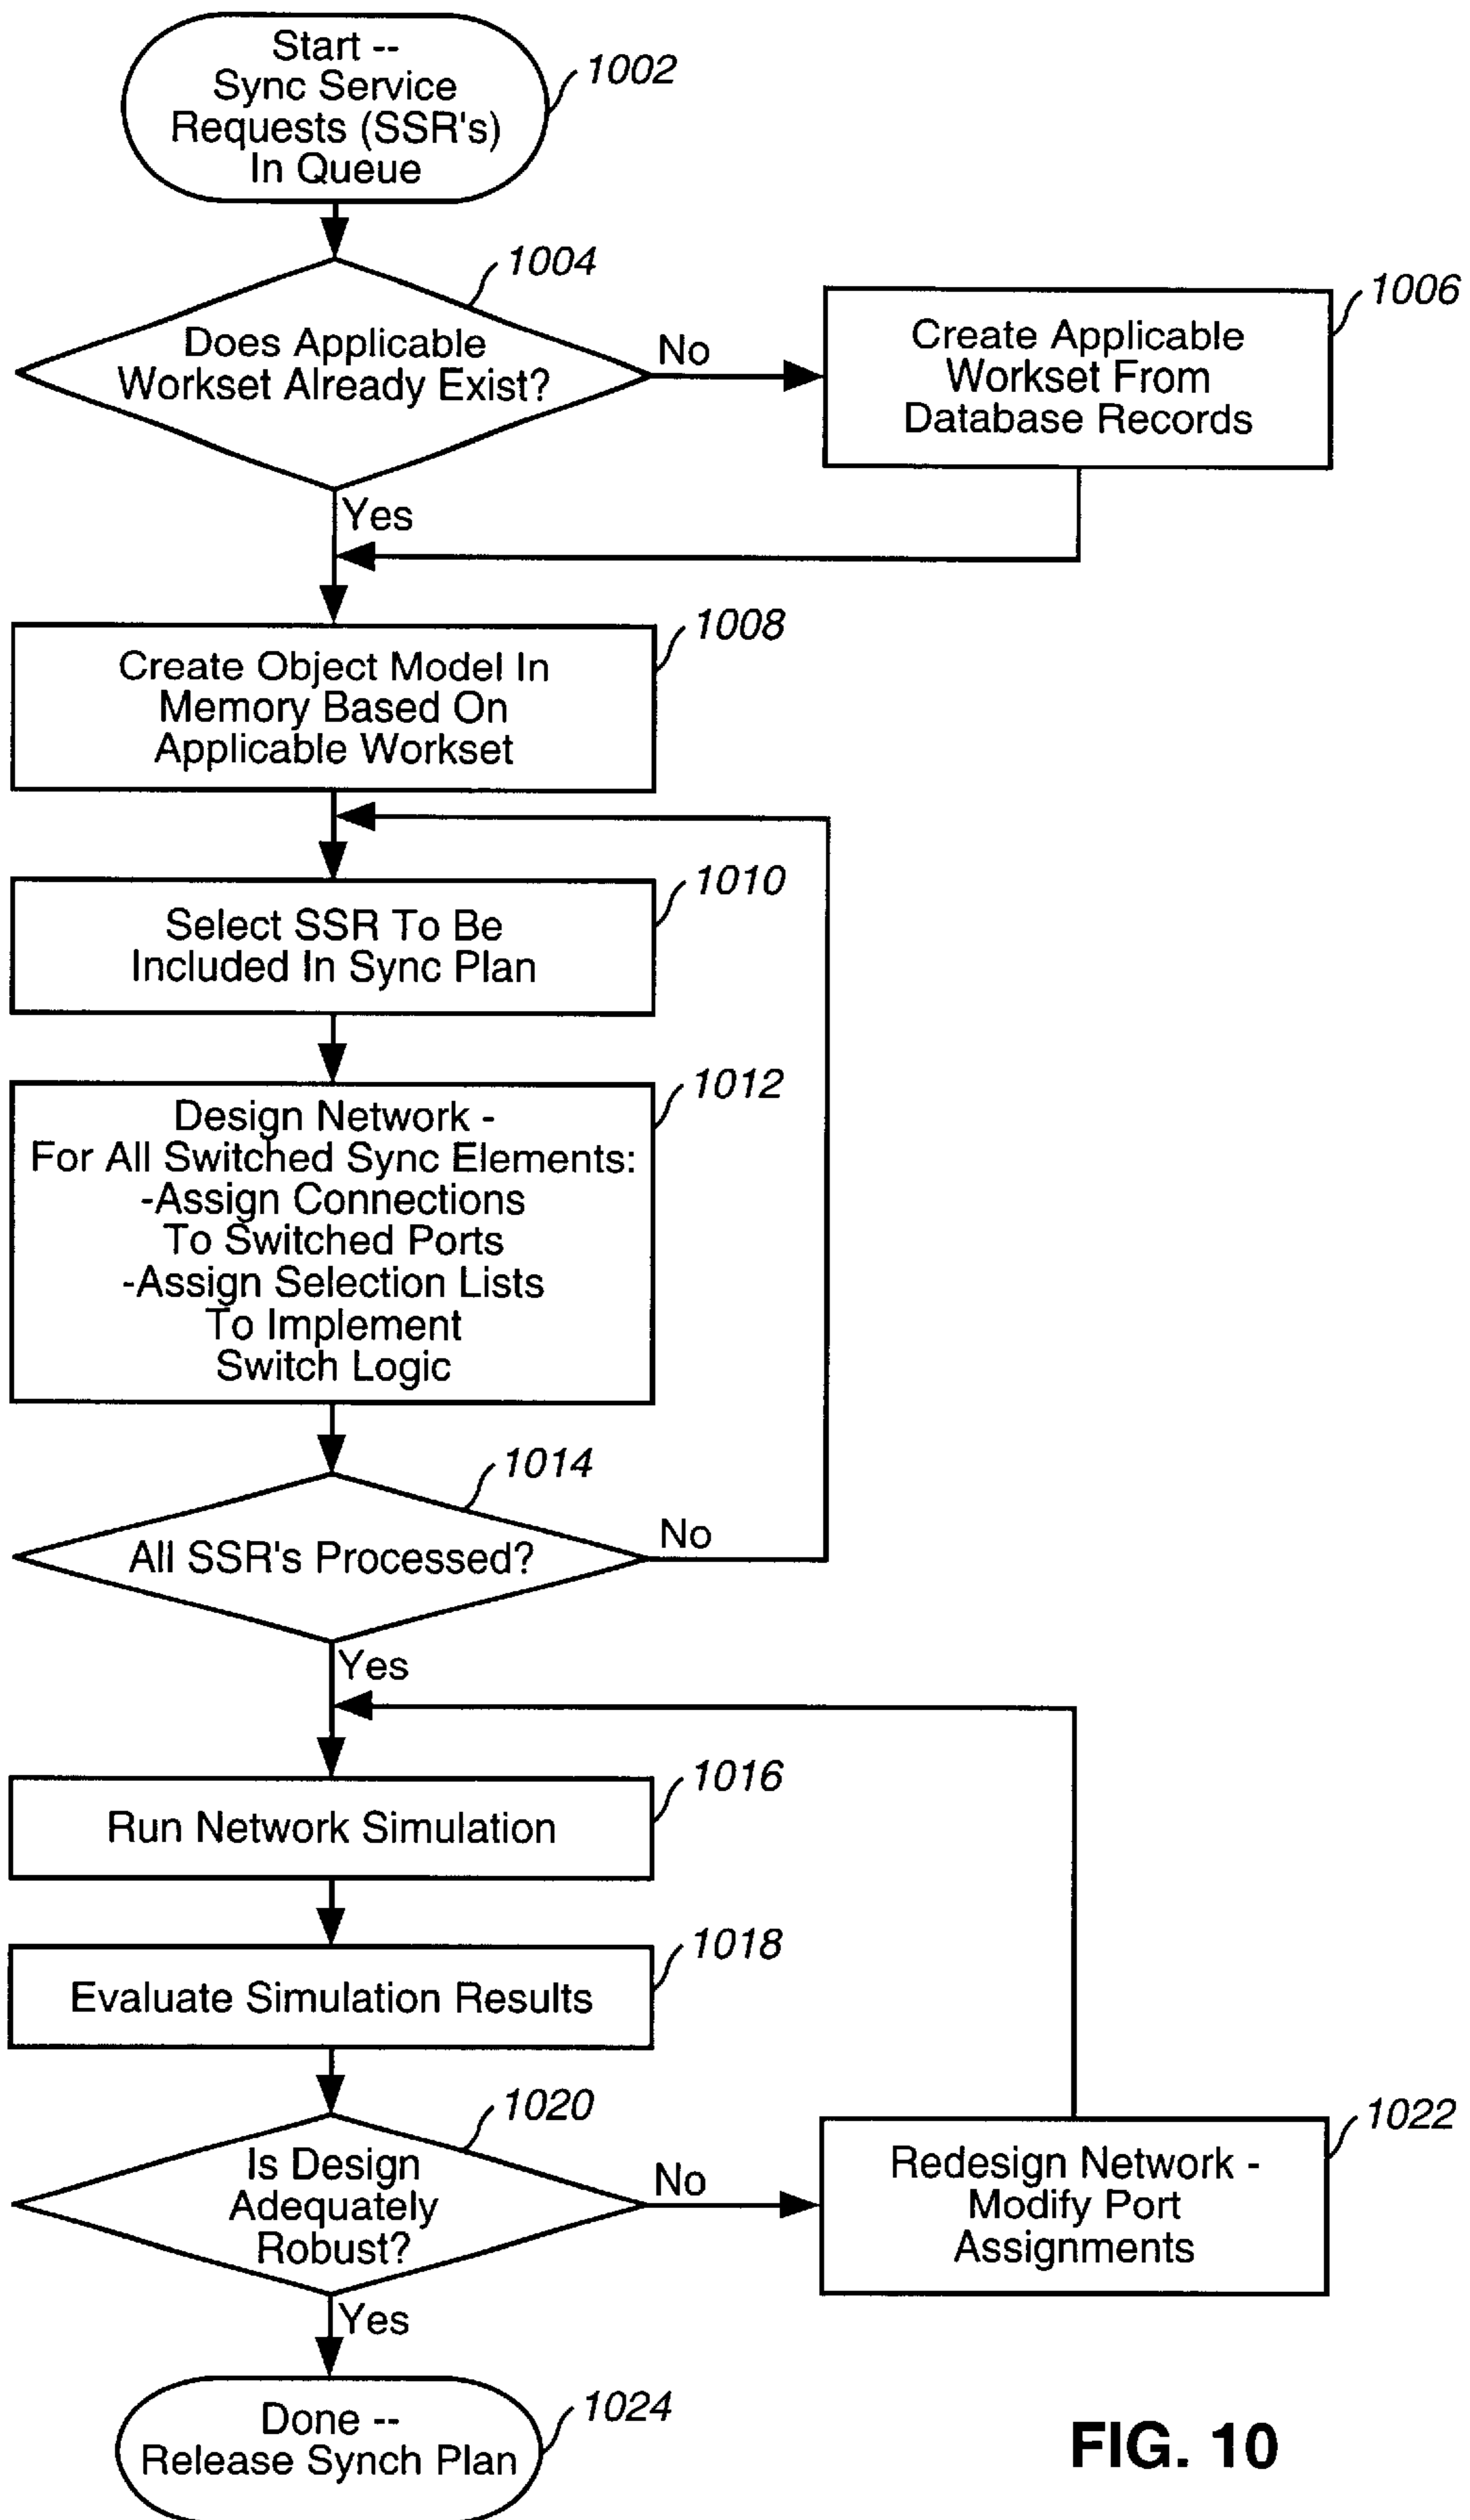 Start --
Sync Service
Requests (SSR's)
In Queue
1002
1004
Does Applicable
Workset Already Exist?
No
Yes
1006
Create Applicable
Workset From
Database Records
1008
Create Object Model In
Memory Based On
Applicable Workset
1010
Select SSR To Be
Included In Sync Plan
1012
Design Network -
For All Switched Sync Elements:
-Assign Connections
To Switched Ports
-Assign Selection Lists
To Implement
Switch Logic
1014
All SSR's Processed?
No
Yes
1016
Run Network Simulation
1018
Evaluate Simulation Results
1020
Is Design
Adequately
Robust?
No
Yes
1022
Redesign Network -
Modify Port
Assignments
1024
Done --
Release Synch Plan
FIG. 10